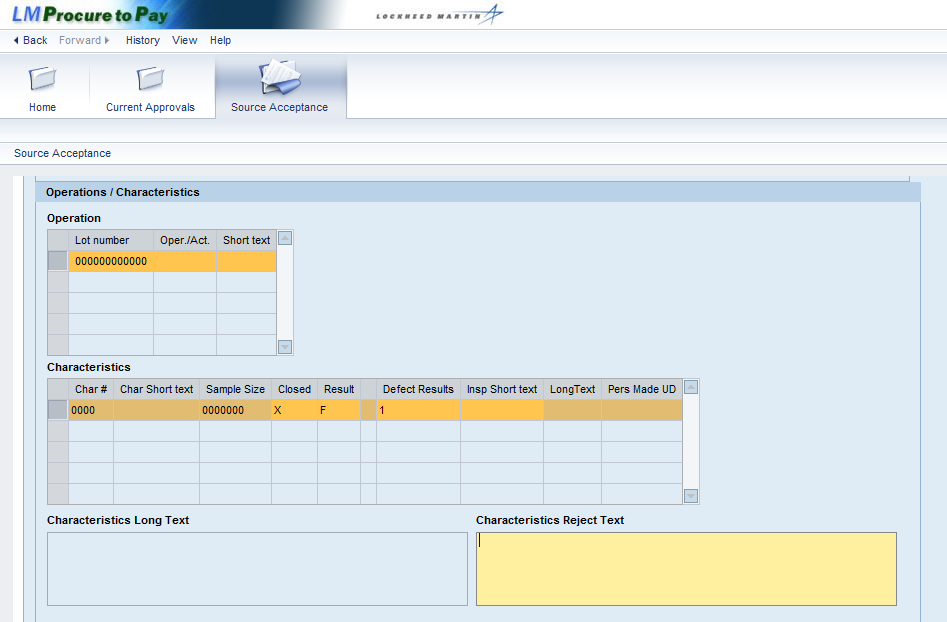 LM Procure to Pay
LOCKHEED MARTIN
Back Forward History View Help
Home Current Approvals Source Acceptance
Source Acceptance
Operations / Characteristics
Operation
Lot number Oper./Act. Short text
000000000000
Characteristics
Char # Char Short text Sample Size Closed Result Defect Results Insp Short text LongText Pers Made UD
0000 0000000 X F 1
Characteristics Long Text Characteristics Reject Text